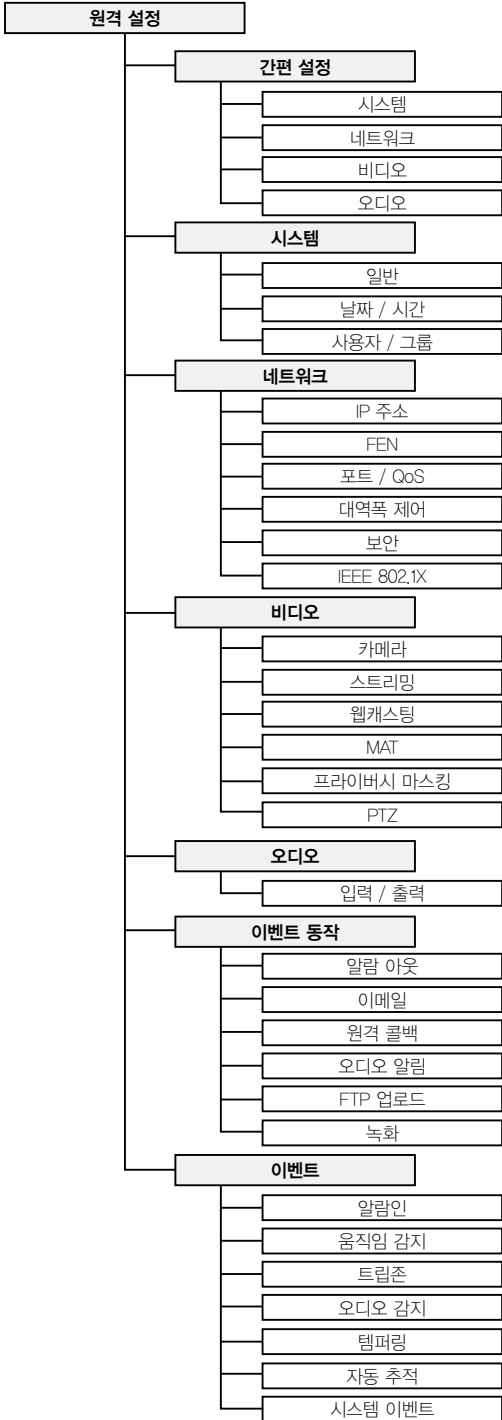 원격 설정
간편 설정
시스템
네트워크
비디오
오디오
시스템
일반
날짜 / 시간
사용자 / 그룹
네트워크
IP 주소
FEN
포트 / QoS
대역폭 제어
보안
IEEE 802.1X
비디오
카메라
스트리밍
웹캐스팅
MAT
프라이버시 마스킹
PTZ
오디오
입력 / 출력
이벤트 동작
알람 아웃
이메일
원격 콜백
오디오 알림
FTP 업로드
녹화
이벤트
알람인
움직임 감지
트립존
오디오 감지
템퍼링
자동 추적
시스템 이벤트